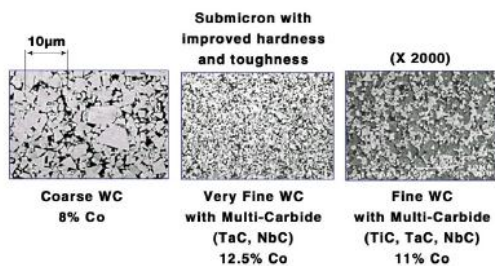 Submicron with
improved hardness
and toughness
10µm
(X 2000)
Coarse WC
8% Co
Very Fine WC
with Multi-Carbide
(TaC, NbC)
12.5% Co
Fine WC
with Multi-Carbide
(TiC, TaC, NbC)
11% Co